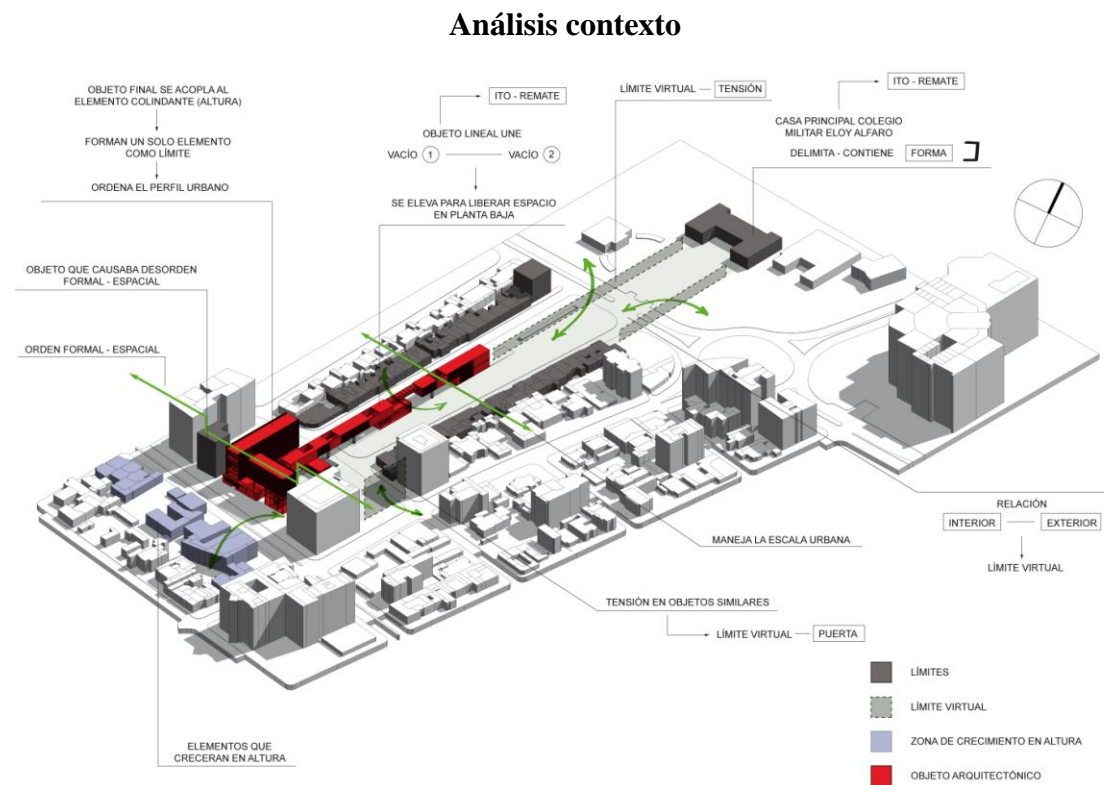 Análisis contexto
OBJETO FINAL SE ACOPLA AL
ELEMENTO COLINDANTE (ALTURA)
FORMAN UN SOLO ELEMENTO
COMO LÍMITE
ORDENA EL PERFIL URBANO
OBJETO QUE CAUSABA DESORDEN
FORMAL - ESPACIAL
ORDEN FORMAL - ESPACIAL
ITO - REMATE
OBJETO LINEAL UNE
VACÍO 1 VACÍO 2
SE ELEVA PARA LIBERAR ESPACIO
EN PLANTA BAJA
LÍMITE VIRTUAL TENSIÓN
ITO - REMATE
CASA PRINCIPAL COLEGIO
MILITAR ELOY ALFARO
DELIMITA - CONTIENE FORMA
RELACIÓN
INTERIOR EXTERIOR
LÍMITE VIRTUAL
MANEJA LA ESCALA URBANA
TENSIÓN EN OBJETOS SIMILARES
LÍMITE VIRTUAL PUERTA
ELEMENTOS QUE
CRECERAN EN ALTURA
LÍMITES
LÍMITE VIRTUAL
ZONA DE CRECIMIENTO EN ALTURA
OBJETO ARQUITECTÓNICO